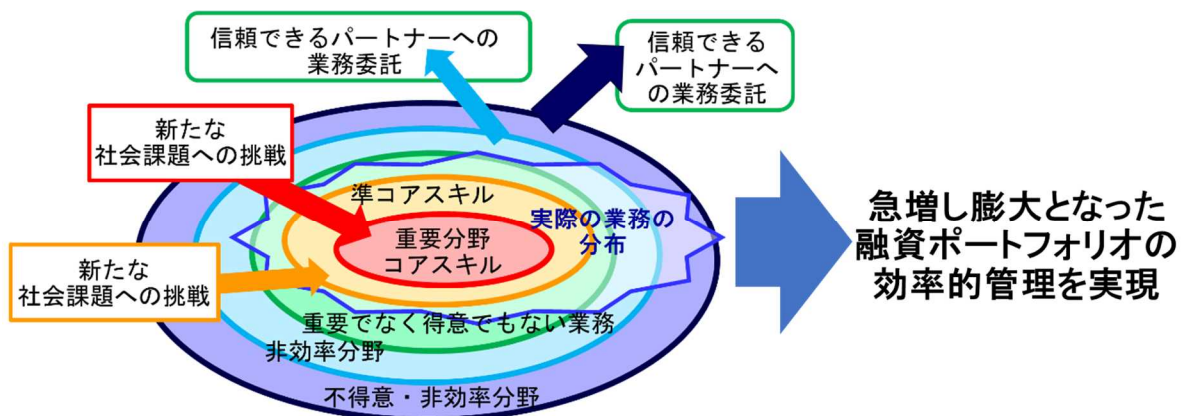 信頼できるパートナーへの
業務委託
信頼できる
パートナーへ
の業務委託
新たな
社会課題への挑戦
準コアスキル
実際の業務の
分布
重要分野
コアスキル
新たな
社会課題への挑戦
重要でなく得意でもない業務
非効率分野
不得意・非効率分野
急増し膨大となった
融資ポートフォリオの
効率的管理を実現